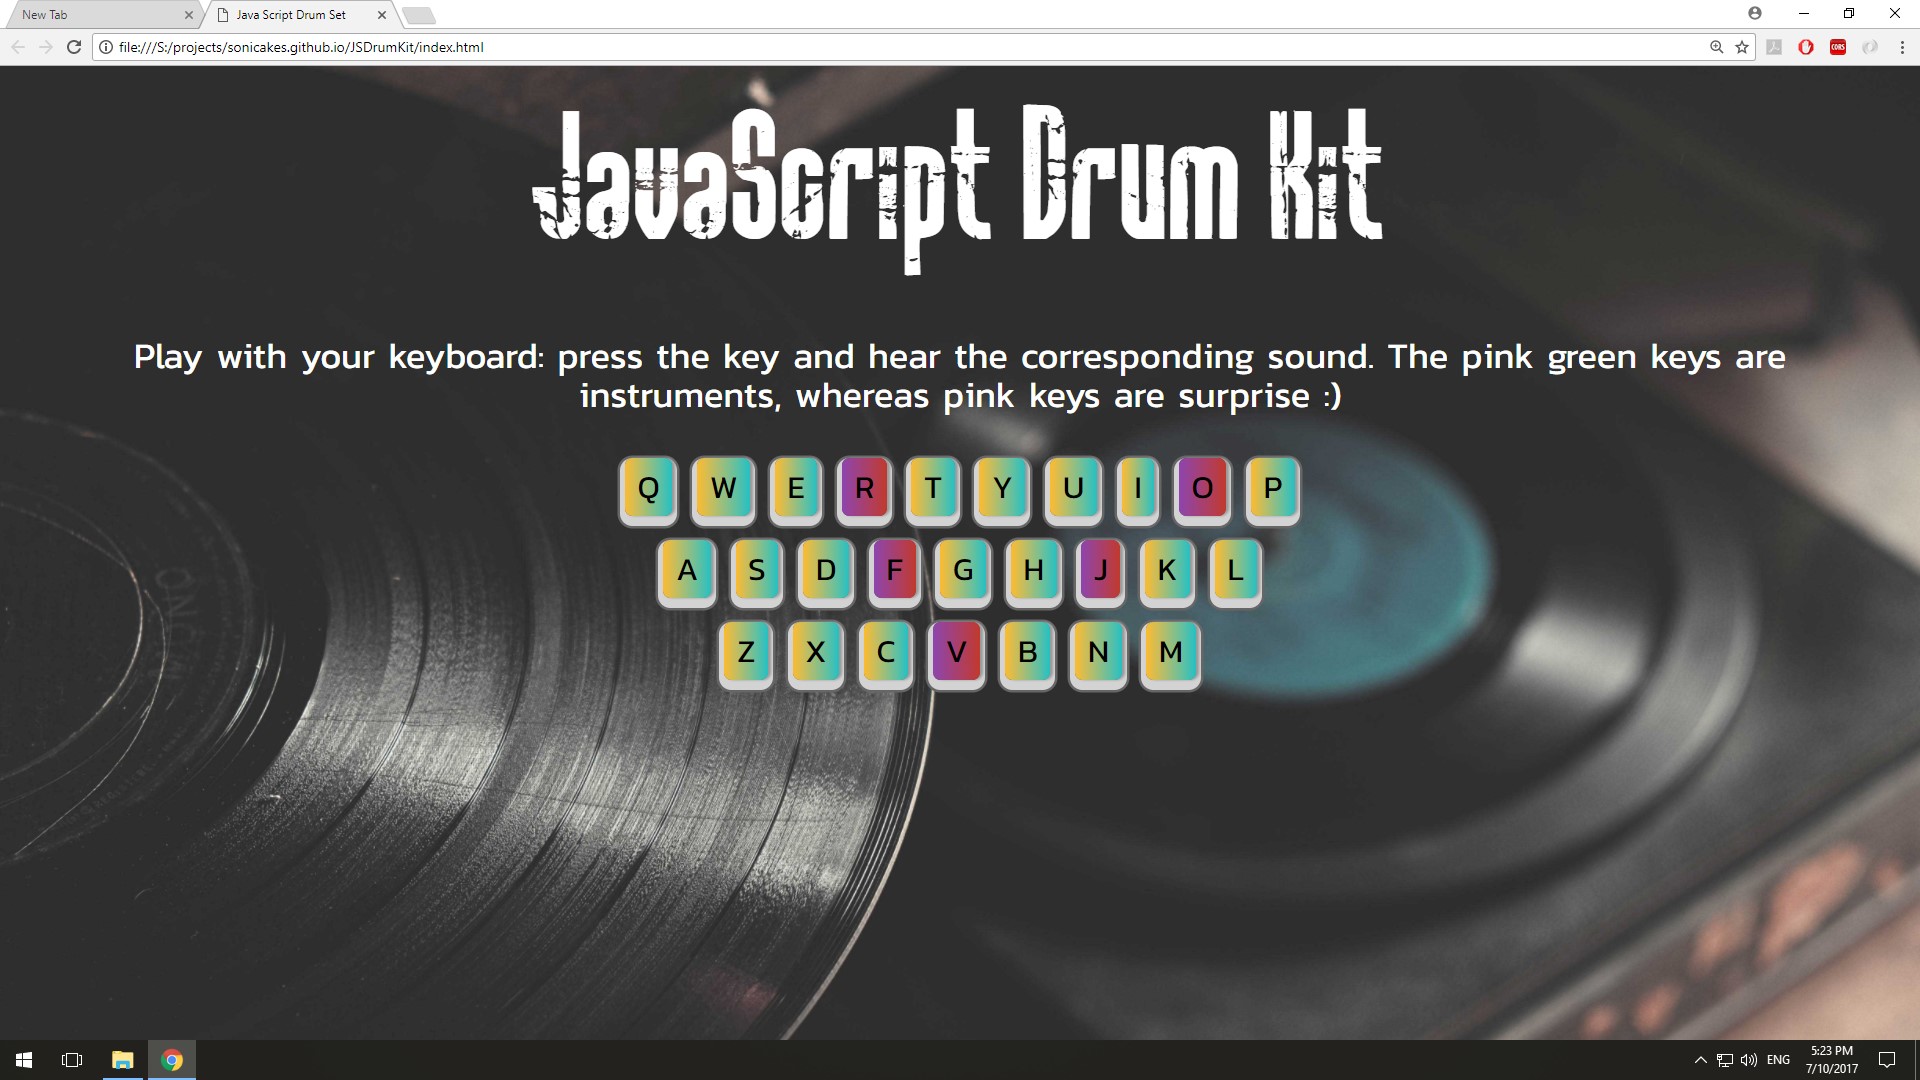 New Tab
Java Script Drum Set
file:///S:/projects/sonicakes.github.io/JSDrumKit/index.html
CORS
JavaScript Drum Kit
Play with your keyboard: press the key and hear the corresponding sound. The pink green keys are
instruments, whereas pink keys are surprise :)
Q W E R T Y U I O P
A S D F G H J K L
Z X C V B N M
ENG
5:23 PM
7/10/2017